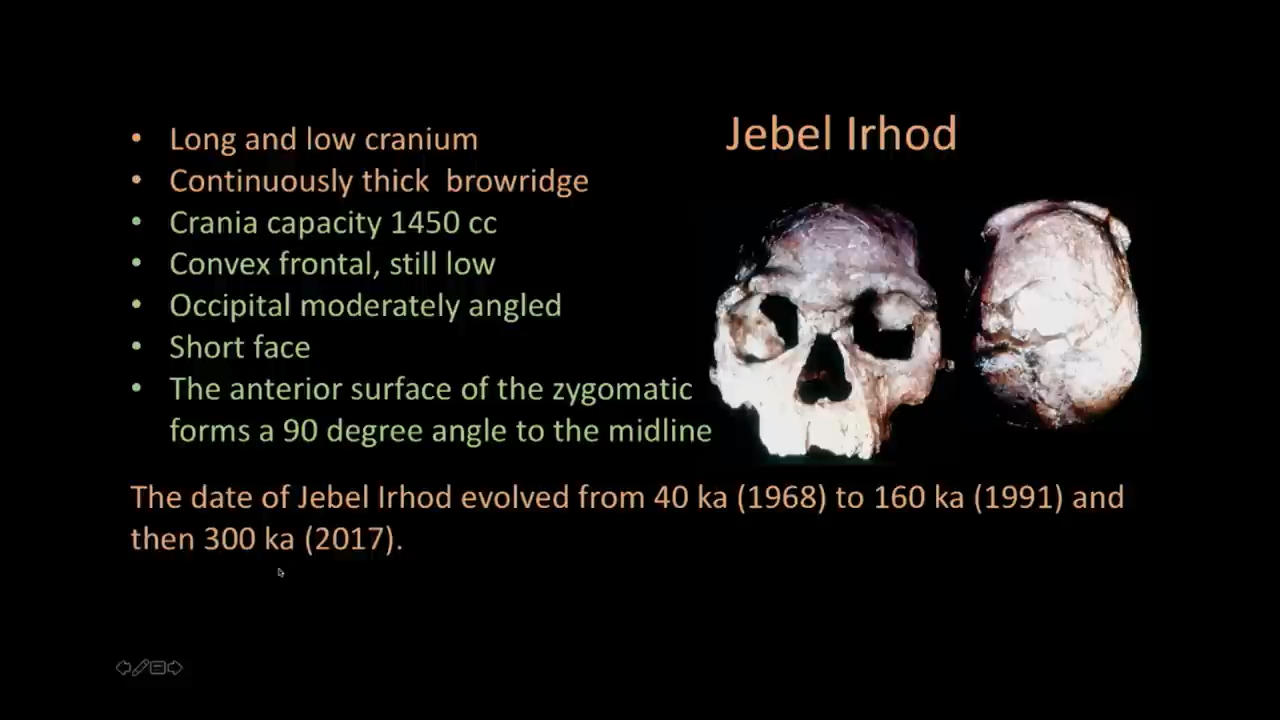 Jebel Irhod
• Long and low cranium
• Continuously thick  browridge
• Crania capacity 1450 cc
• Convex frontal, still low
• Occipital moderately angled
• Short face
• The anterior surface of the zygomatic
forms a 90 degree angle to the midline
The date of Jebel Irhod evolved from 40 ka (1968) to 160 ka (1991) and
then 300 ka (2017).